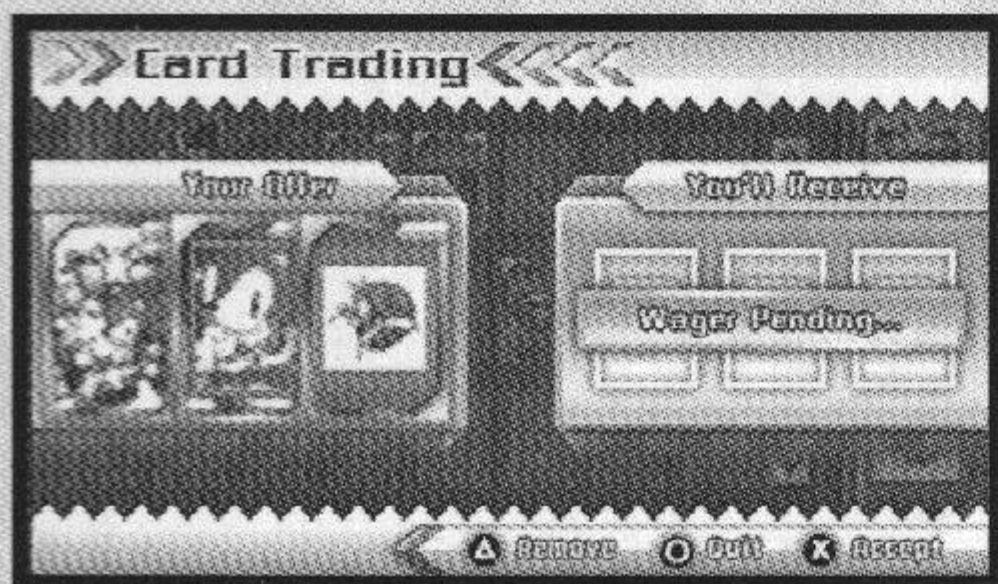 Card Trading
Your Offer
You'll Receive
Wager Pending...
Remove
Quit
Accept